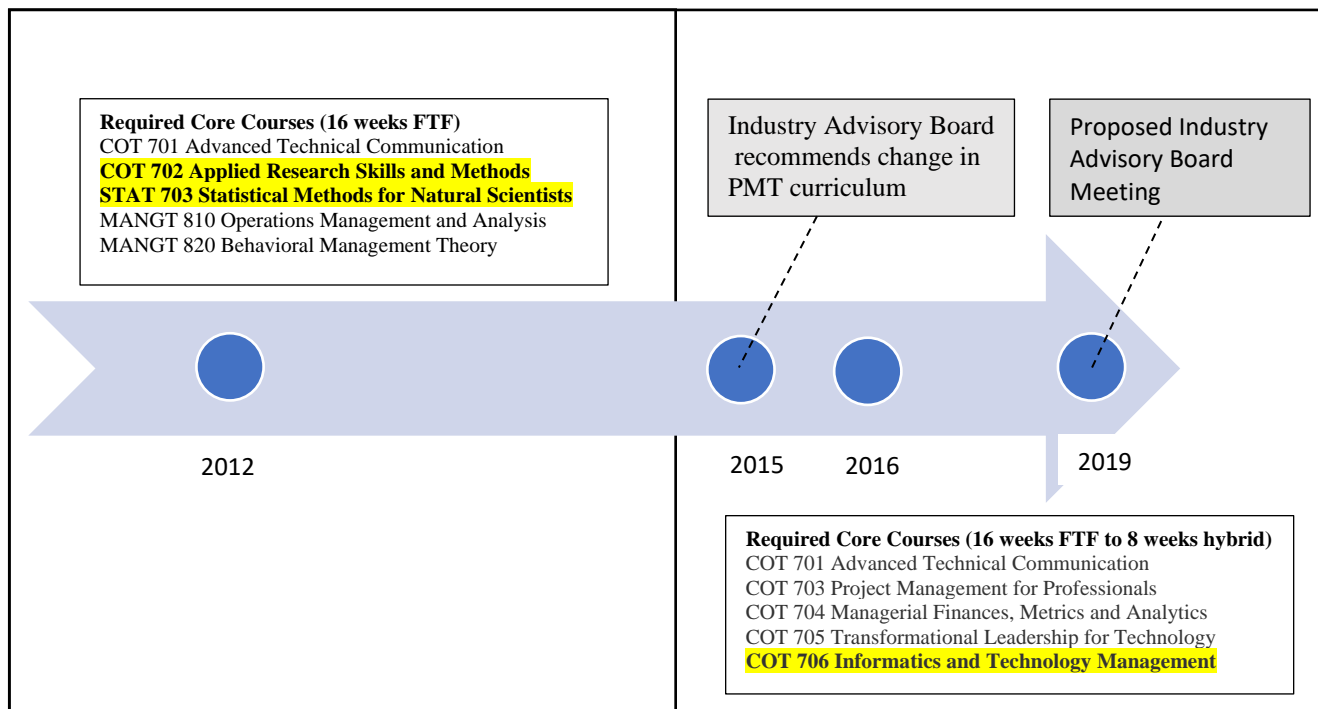 Required Core Courses (16 weeks FTF)
COT 701 Advanced Technical Communication
COT 702 Applied Research Skills and Methods
STAT 703 Statistical Methods for Natural Scientists
MANGT 810 Operations Management and Analysis
MANGT 820 Behavioral Management Theory
Industry Advisory Board
recommends change in
PMT curriculum
Proposed Industry
Advisory Board
Meeting
2012
2015
2016
2019
Required Core Courses (16 weeks FTF to 8 weeks hybrid)
COT 701 Advanced Technical Communication
COT 703 Project Management for Professionals
COT 704 Managerial Finances, Metrics and Analytics
COT 705 Transformational Leadership for Technology
COT 706 Informatics and Technology Management